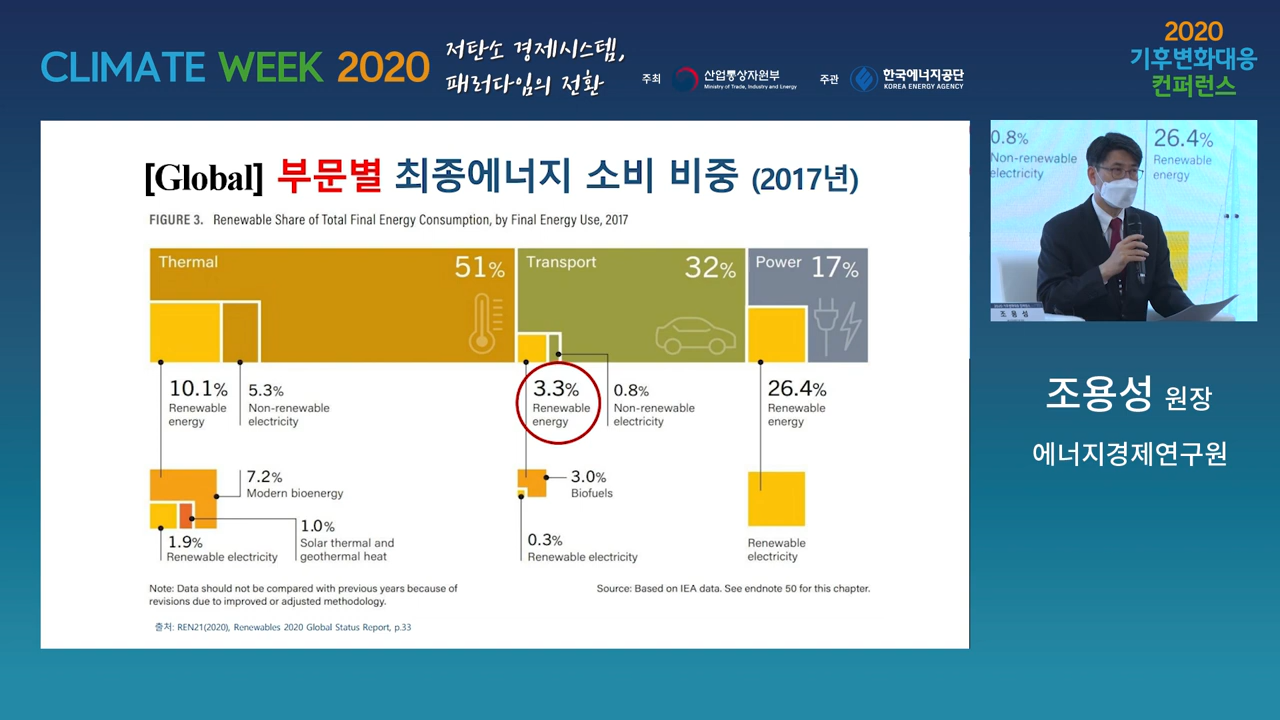 CLIMATE WEEK 2020
저탄소 경제시스템,
패러다임의 전환
주최
산업통상자원부
Ministry of Trade, Industry and Energy
주관
한국에너지공단
KOREA ENERGY AGENCY
2020
기후변화대응
컨퍼런스
[Global] 부문별 최종에너지 소비 비중 (2017년)
FIGURE 3. Renewable Share of Total Final Energy Consumption, by Final Energy Use, 2017
Thermal 51%
Transport 32%
Power 17%
10.1%
Renewable
energy
5.3%
Non-renewable
electricity
3.3%
Renewable
energy
0.8%
Non-renewable
electricity
26.4%
Renewable
energy
7.2%
Modern bioenergy
1.0%
Solar thermal and
geothermal heat
1.9%
Renewable electricity
3.0%
Biofuels
0.3%
Renewable electricity
Renewable
electricity
Note: Data should not be compared with previous years because of
revisions due to improved or adjusted methodology.
Source: Based on IEA data. See endnote 50 for this chapter.
출처: REN21(2020), Renewables 2020 Global Status Report, p.33
0.8%
Non-renewable
electricity
26.4%
Renewable
energy
조용성
조용성 원장
에너지경제연구원